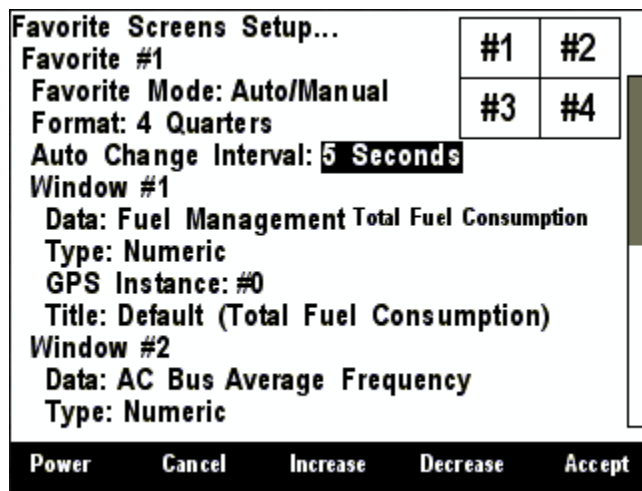 Favorite Screens Setup...
Favorite #1
Favorite Mode: Auto/Manual
Format: 4 Quarters
Auto Change Interval: 5 Seconds
Window #1
Data: Fuel Management Total Fuel Consumption
Type: Numeric
GPS Instance: #0
Title: Default (Total Fuel Consumption)
Window #2
Data: AC Bus Average Frequency
Type: Numeric
#1 #2
#3 #4
Power Cancel Increase Decrease Accept